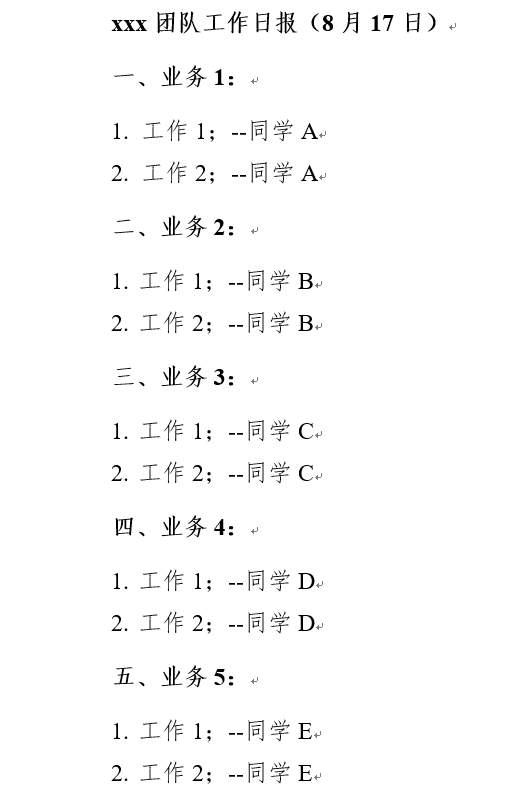 xxx 团队工作日报（8 月 17 日）
一、业务 1：
1. 工作 1；--同学 A
2. 工作 2；--同学 A
二、业务 2：
1. 工作 1；--同学 B
2. 工作 2；--同学 B
三、业务 3：
1. 工作 1；--同学 C
2. 工作 2；--同学 C
四、业务 4：
1. 工作 1；--同学 D
2. 工作 2；--同学 D
五、业务 5：
1. 工作 1；--同学 E
2. 工作 2；--同学 E